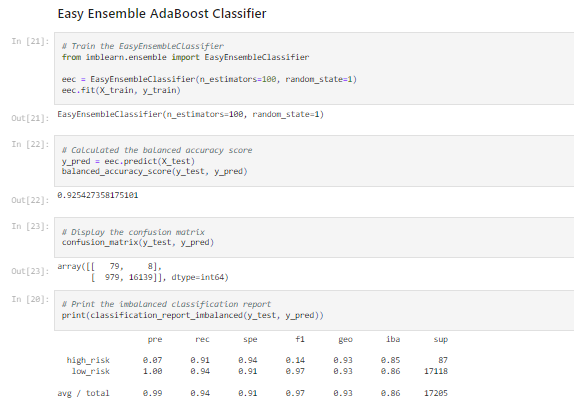 Easy Ensemble AdaBoost Classifier
In [21]:
# Train the EasyEnsembleClassifier
from imblearn.ensemble import EasyEnsembleClassifier
eec = EasyEnsembleClassifier(n_estimators=100, random_state=1)
eec.fit(X_train, y_train)
Out[21]: EasyEnsembleClassifier(n_estimators=100, random_state=1)
In [22]:
# Calculated the balanced accuracy score
y_pred = eec.predict(X_test)
balanced_accuracy_score(y_test, y_pred)
Out[22]: 0.925427358175101
In [23]:
# Display the confusion matrix
confusion_matrix(y_test, y_pred)
Out[23]: array([[   79,     8],
[  979, 16139]], dtype=int64)
In [20]:
# Print the imbalanced classification report
print(classification_report_imbalanced(y_test, y_pred))
pre rec spe f1 geo iba sup
high_risk 0.07 0.91 0.94 0.14 0.93 0.85 87
low_risk 1.00 0.94 0.91 0.97 0.93 0.86 17118
avg / total 0.99 0.94 0.91 0.97 0.93 0.86 17205